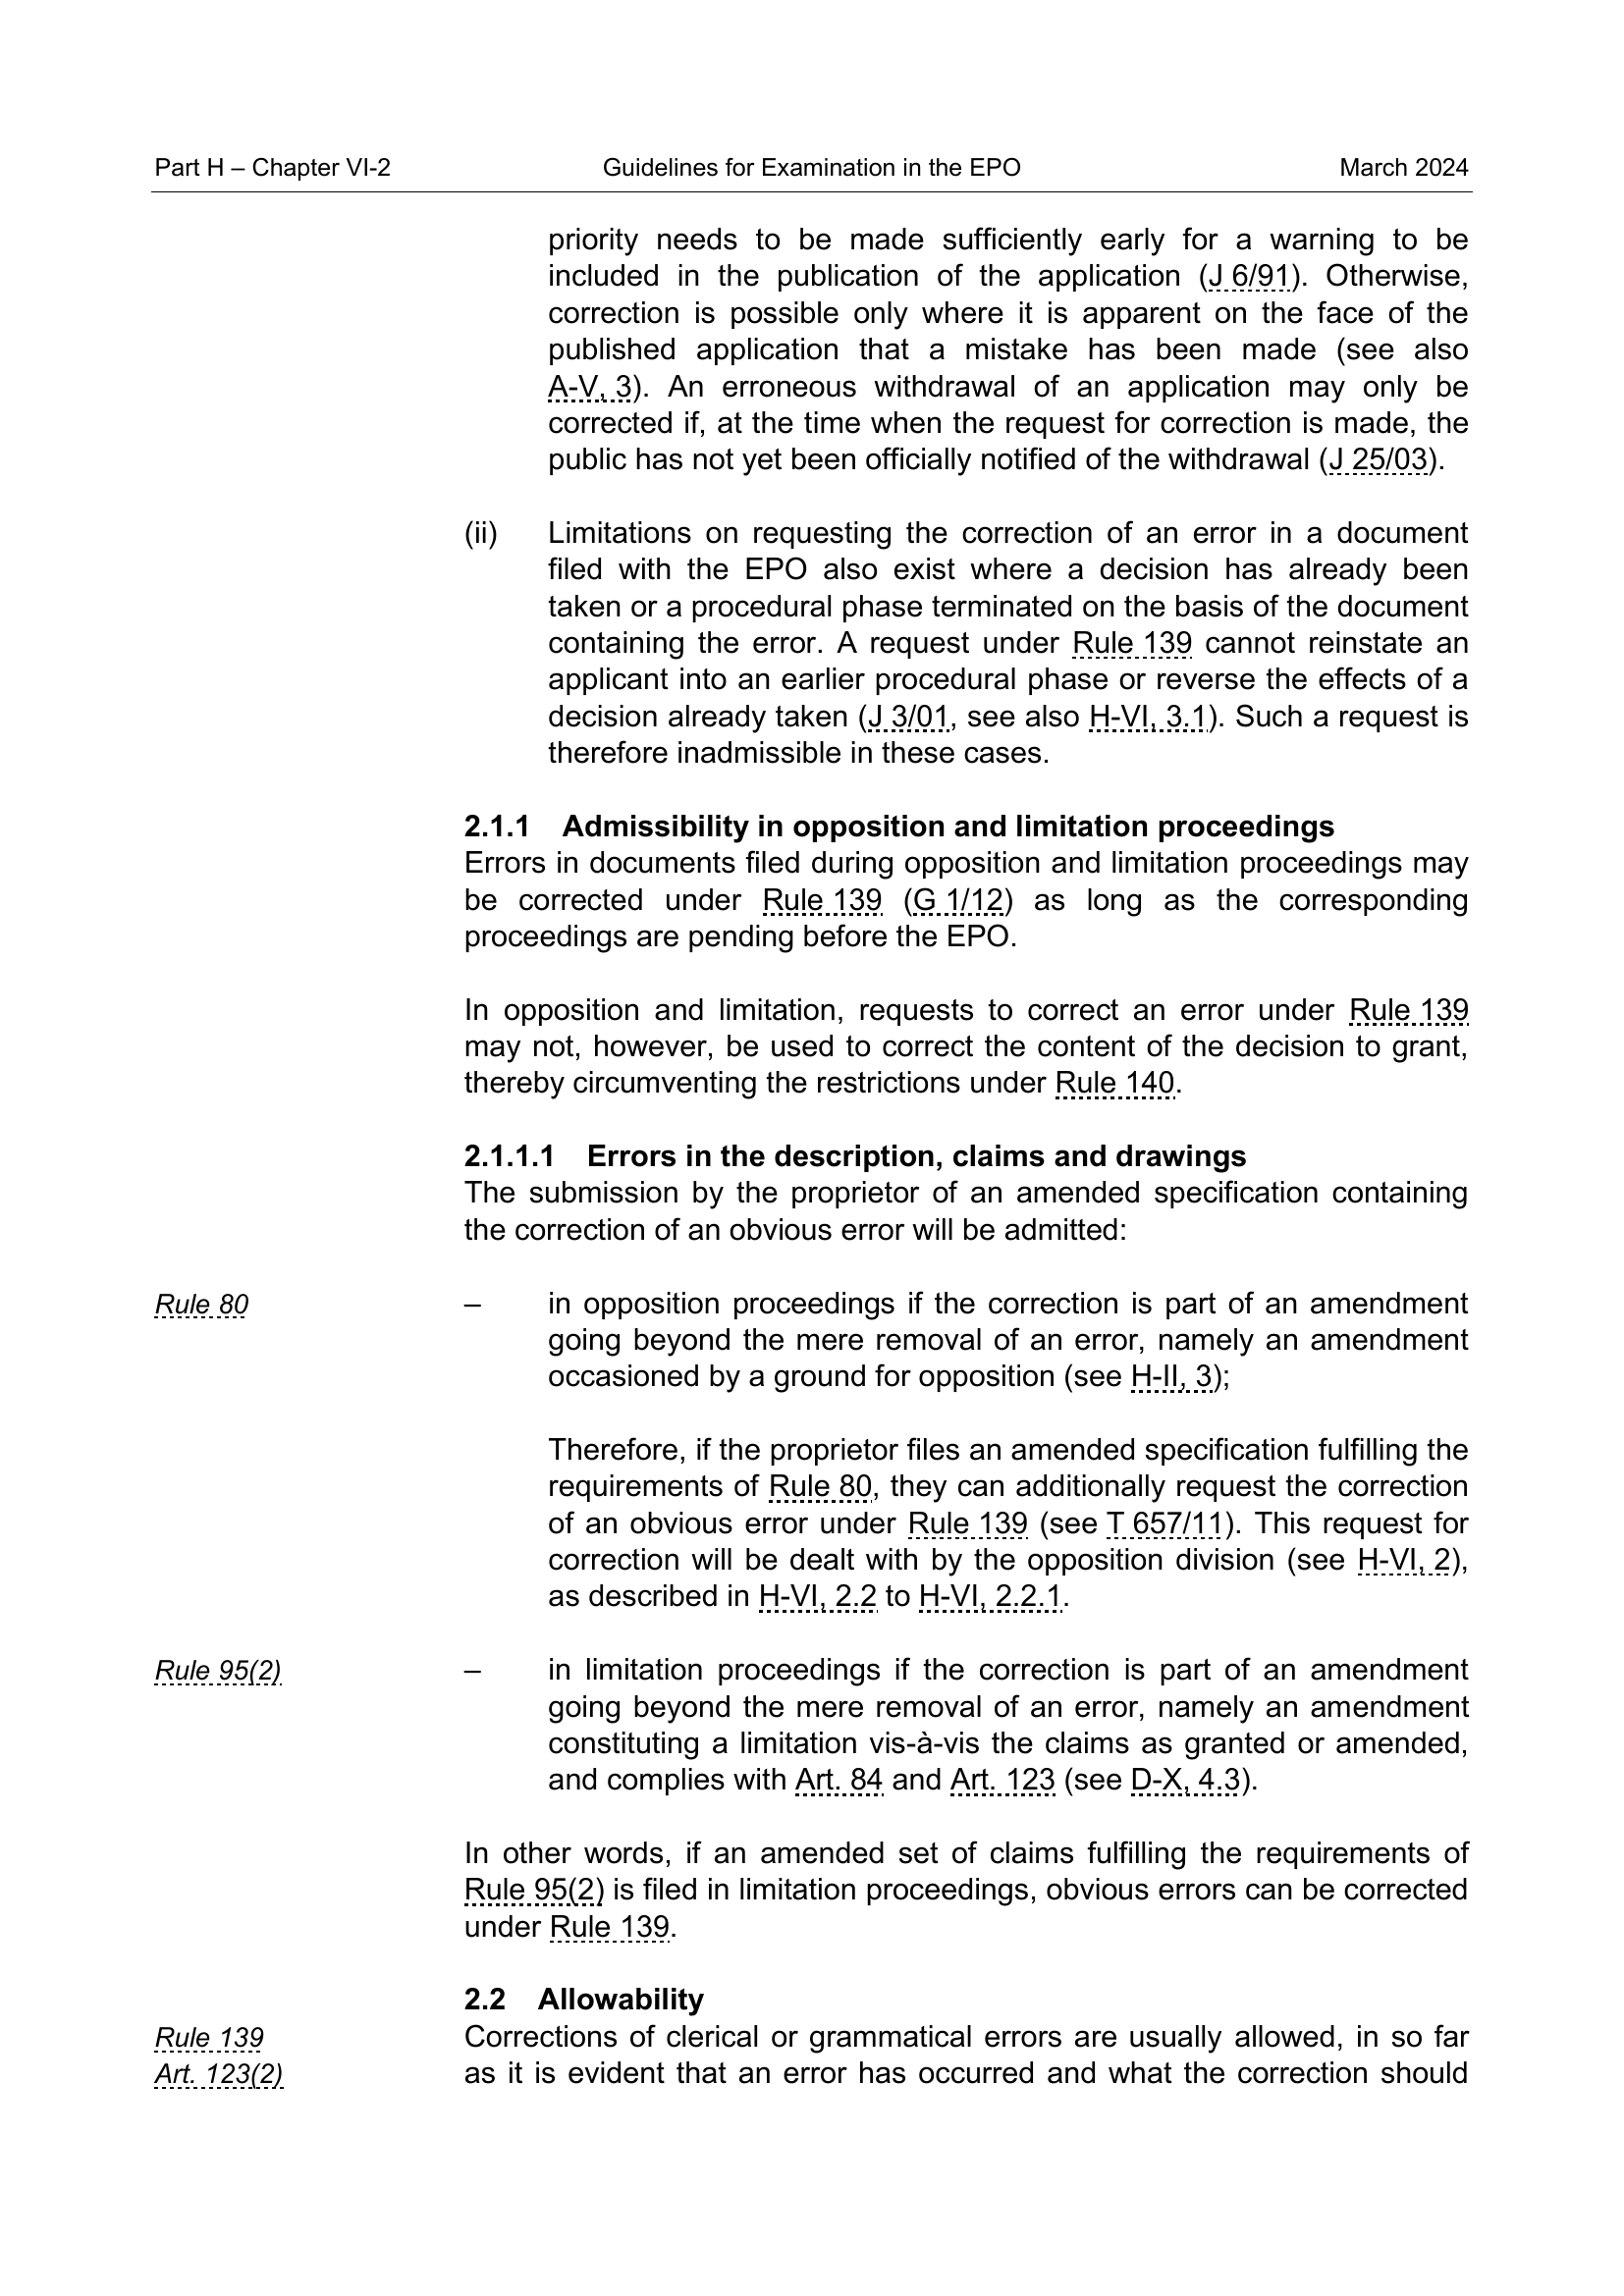 Part H – Chapter VI-2 Guidelines for Examination in the EPO March 2024
priority needs to be made sufficiently early for a warning to be
included in the publication of the application (J 6/91). Otherwise,
correction is possible only where it is apparent on the face of the
published application that a mistake has been made (see also
A-V, 3). An erroneous withdrawal of an application may only be
corrected if, at the time when the request for correction is made, the
public has not yet been officially notified of the withdrawal (J 25/03).
(ii) Limitations on requesting the correction of an error in a document
filed with the EPO also exist where a decision has already been
taken or a procedural phase terminated on the basis of the document
containing the error. A request under Rule 139 cannot reinstate an
applicant into an earlier procedural phase or reverse the effects of a
decision already taken (J 3/01, see also H-VI, 3.1). Such a request is
therefore inadmissible in these cases.
2.1.1 Admissibility in opposition and limitation proceedings
Errors in documents filed during opposition and limitation proceedings may
be corrected under Rule 139 (G 1/12) as long as the corresponding
proceedings are pending before the EPO.
In opposition and limitation, requests to correct an error under Rule 139
may not, however, be used to correct the content of the decision to grant,
thereby circumventing the restrictions under Rule 140.
2.1.1.1 Errors in the description, claims and drawings
The submission by the proprietor of an amended specification containing
the correction of an obvious error will be admitted:
Rule 80 – in opposition proceedings if the correction is part of an amendment
going beyond the mere removal of an error, namely an amendment
occasioned by a ground for opposition (see H-II, 3);
Therefore, if the proprietor files an amended specification fulfilling the
requirements of Rule 80, they can additionally request the correction
of an obvious error under Rule 139 (see T 657/11). This request for
correction will be dealt with by the opposition division (see H-VI, 2),
as described in H-VI, 2.2 to H-VI, 2.2.1.
Rule 95(2) – in limitation proceedings if the correction is part of an amendment
going beyond the mere removal of an error, namely an amendment
constituting a limitation vis-à-vis the claims as granted or amended,
and complies with Art. 84 and Art. 123 (see D-X, 4.3).
In other words, if an amended set of claims fulfilling the requirements of
Rule 95(2) is filed in limitation proceedings, obvious errors can be corrected
under Rule 139.
2.2 Allowability
Rule 139 Corrections of clerical or grammatical errors are usually allowed, in so far
Art. 123(2) as it is evident that an error has occurred and what the correction should